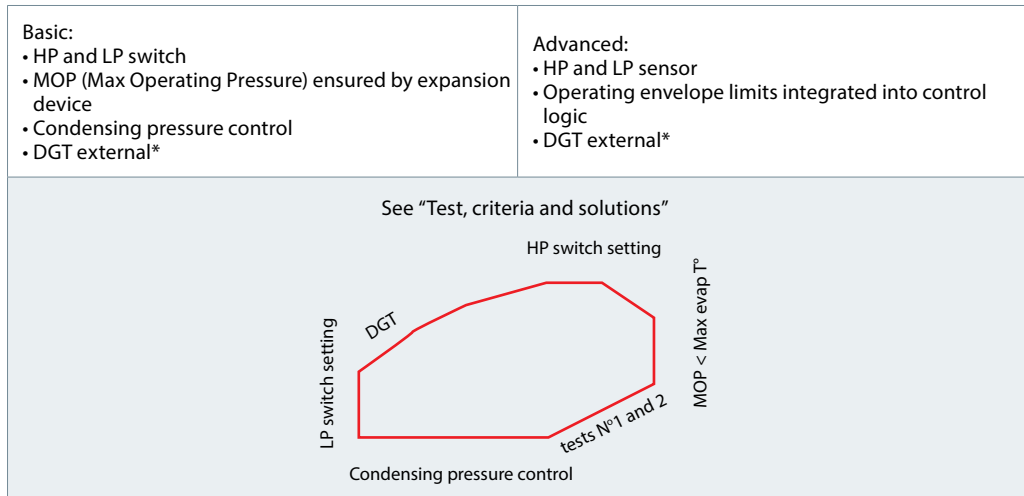 Basic:
• HP and LP switch
• MOP (Max Operating Pressure) ensured by expansion
device
• Condensing pressure control
• DGT external*
Advanced:
• HP and LP sensor
• Operating envelope limits integrated into control
logic
• DGT external*
See “Test, criteria and solutions”
HP switch setting
DGT
LP switch setting
MOP < Max evap T°
tests N°1 and 2
Condensing pressure control